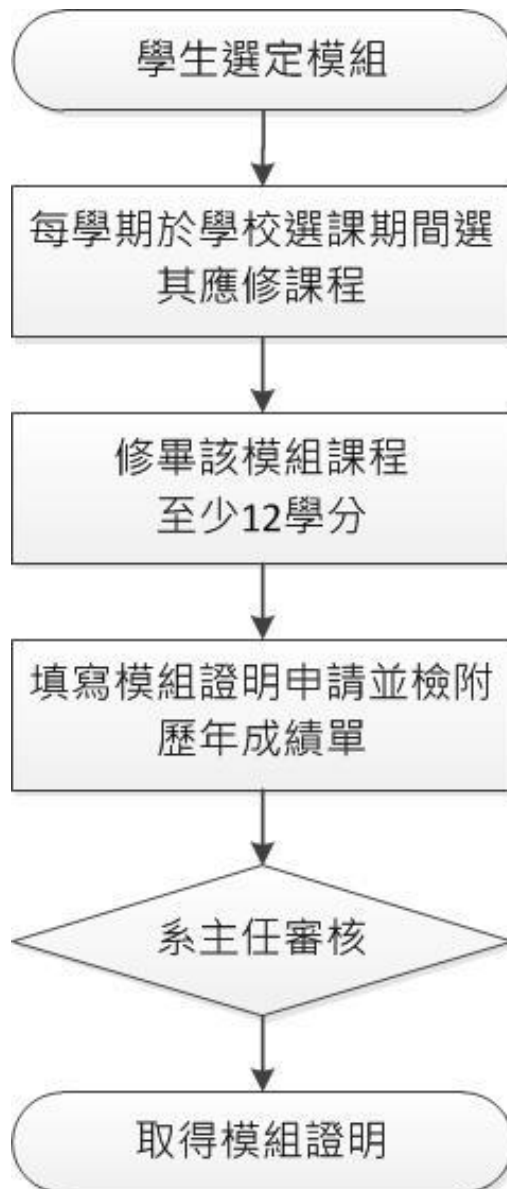 學生選定模組
每學期於學校選課期間選
其應修課程
修畢該模組課程
至少12學分
填寫模組證明申請並檢附
歷年成績單
系主任審核
取得模組證明